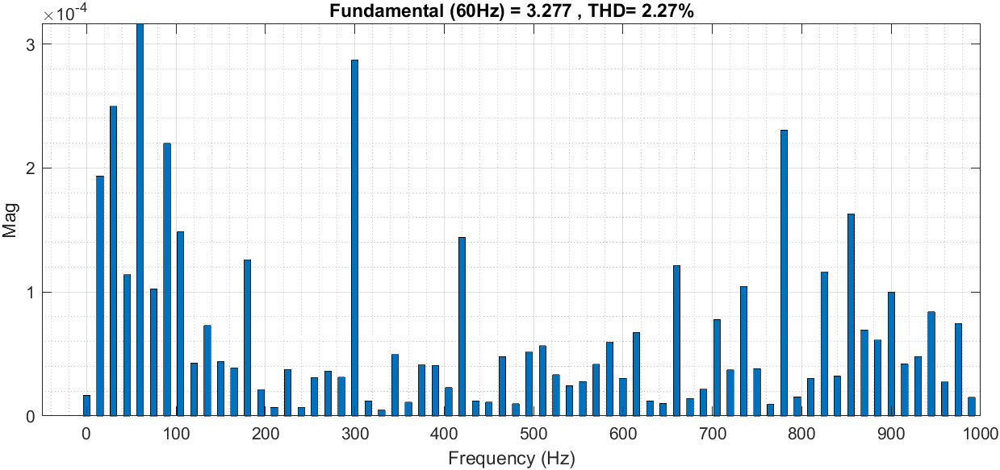 Fundamental (60Hz) = 3.277 , THD= 2.27%
×10⁻⁴
3
2
1
0
Mag
0 100 200 300 400 500 600 700 800 900 1000
Frequency (Hz)